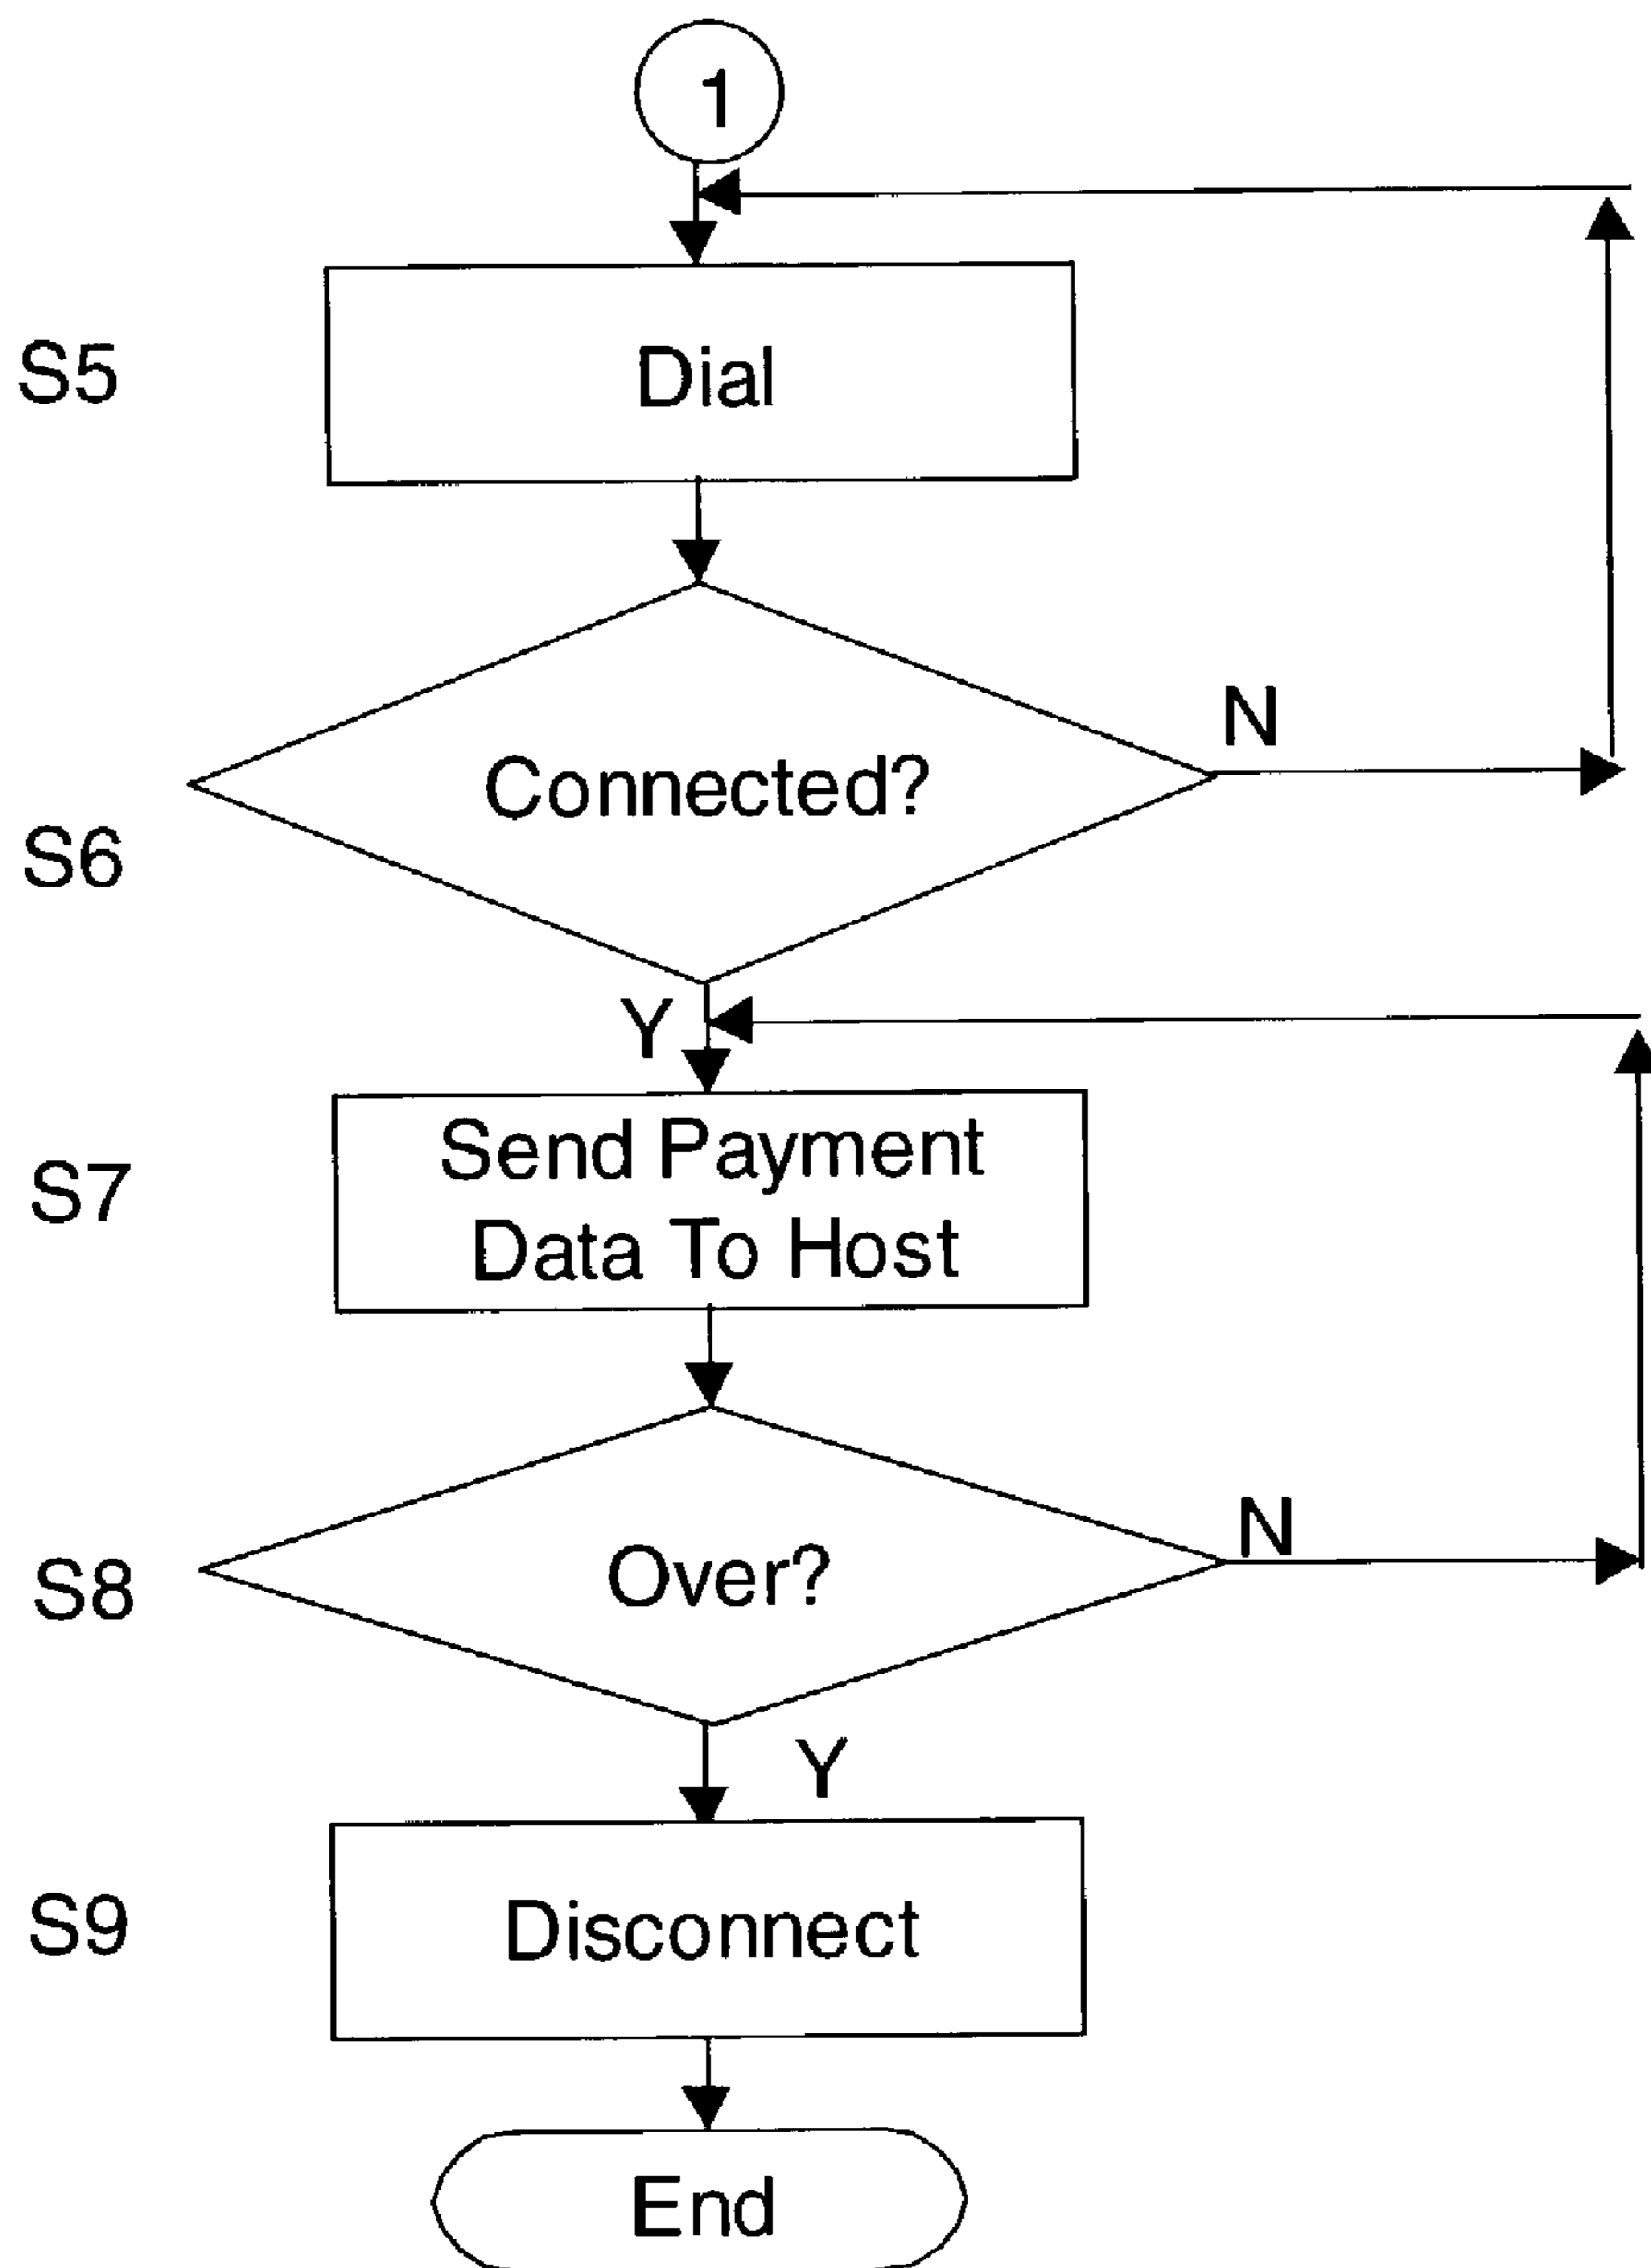 1
S5
Dial
N
Connected?
S6
Y
Send Payment
S7
Data To Host
N
Over?
S8
Y
S9
Disconnect
End